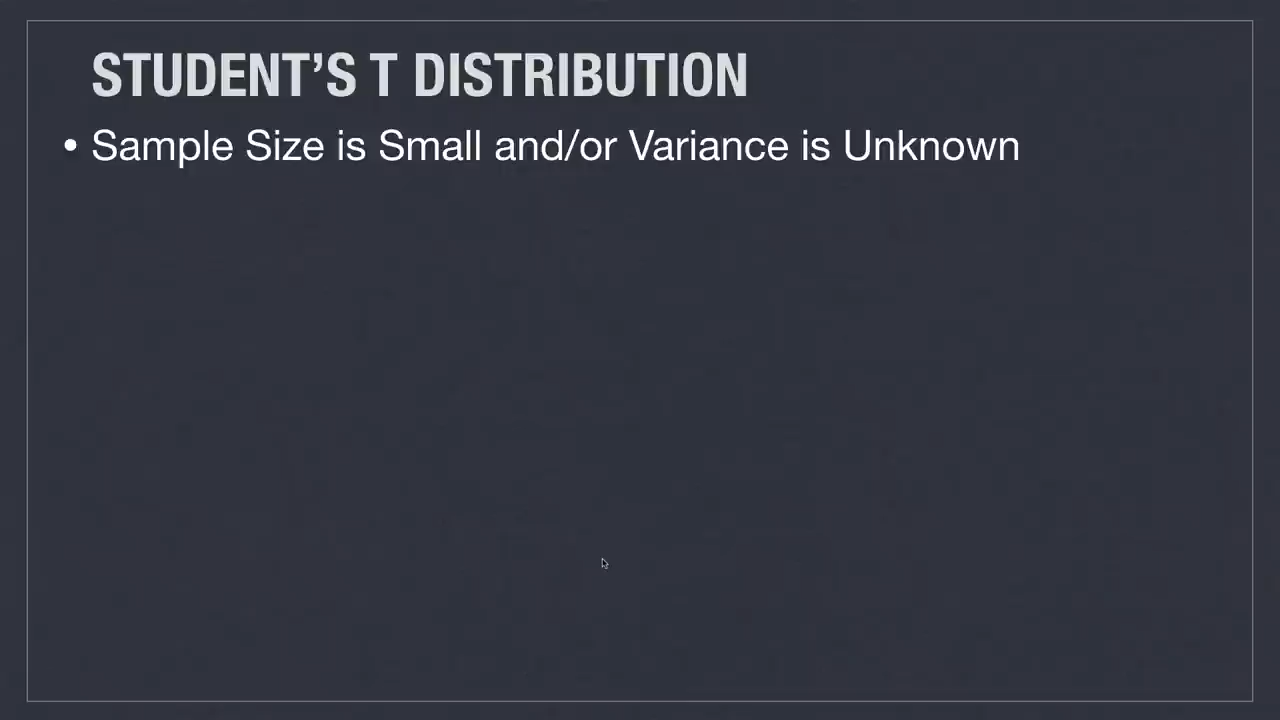 STUDENT’S T DISTRIBUTION
• Sample Size is Small and/or Variance is Unknown